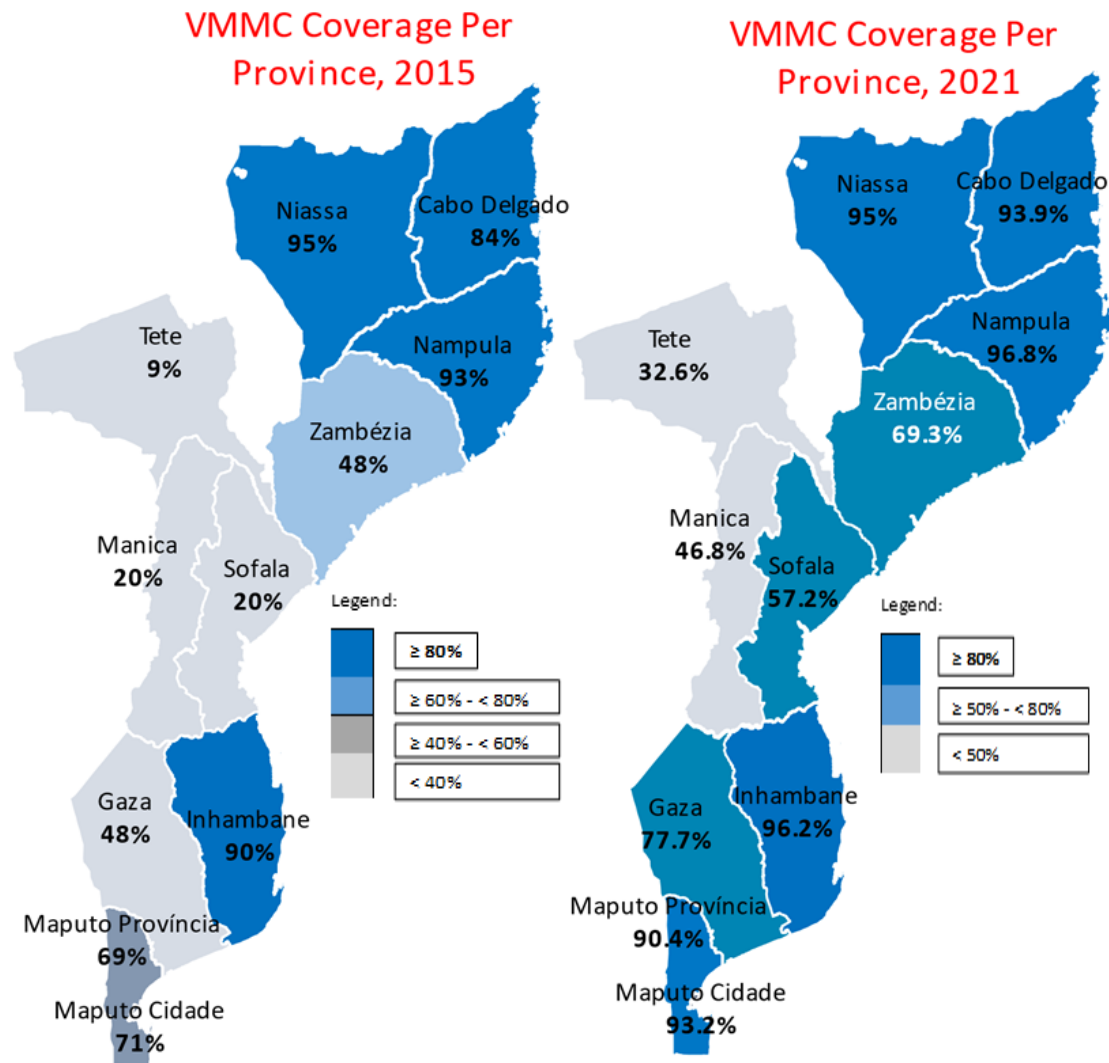 VMMC Coverage Per
Province, 2015
Niassa
95%
Cabo Delgado
84%
Nampula
93%
Tete
9%
Zambézia
48%
Manica
20%
Sofala
20%
Legend:
≥ 80%
≥ 60% - < 80%
≥ 40% - < 60%
< 40%
Gaza
48%
Inhambane
90%
Maputo Província
69%
Maputo Cidade
71%
VMMC Coverage Per
Province, 2021
Niassa
95%
Cabo Delgado
93.9%
Nampula
96.8%
Tete
32.6%
Zambézia
69.3%
Manica
46.8%
Sofala
57.2%
Legend:
≥ 80%
≥ 50% - < 80%
< 50%
Gaza
77.7%
Inhambane
96.2%
Maputo Província
90.4%
Maputo Cidade
93.2%